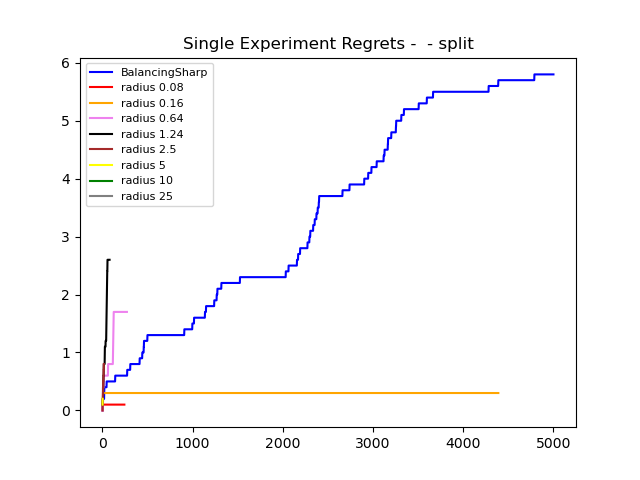 Single Experiment Regrets -  - split
BalancingSharp
radius 0.08
radius 0.16
radius 0.64
radius 1.24
radius 2.5
radius 5
radius 10
radius 25
6
5
4
3
2
1
0
0 1000 2000 3000 4000 5000